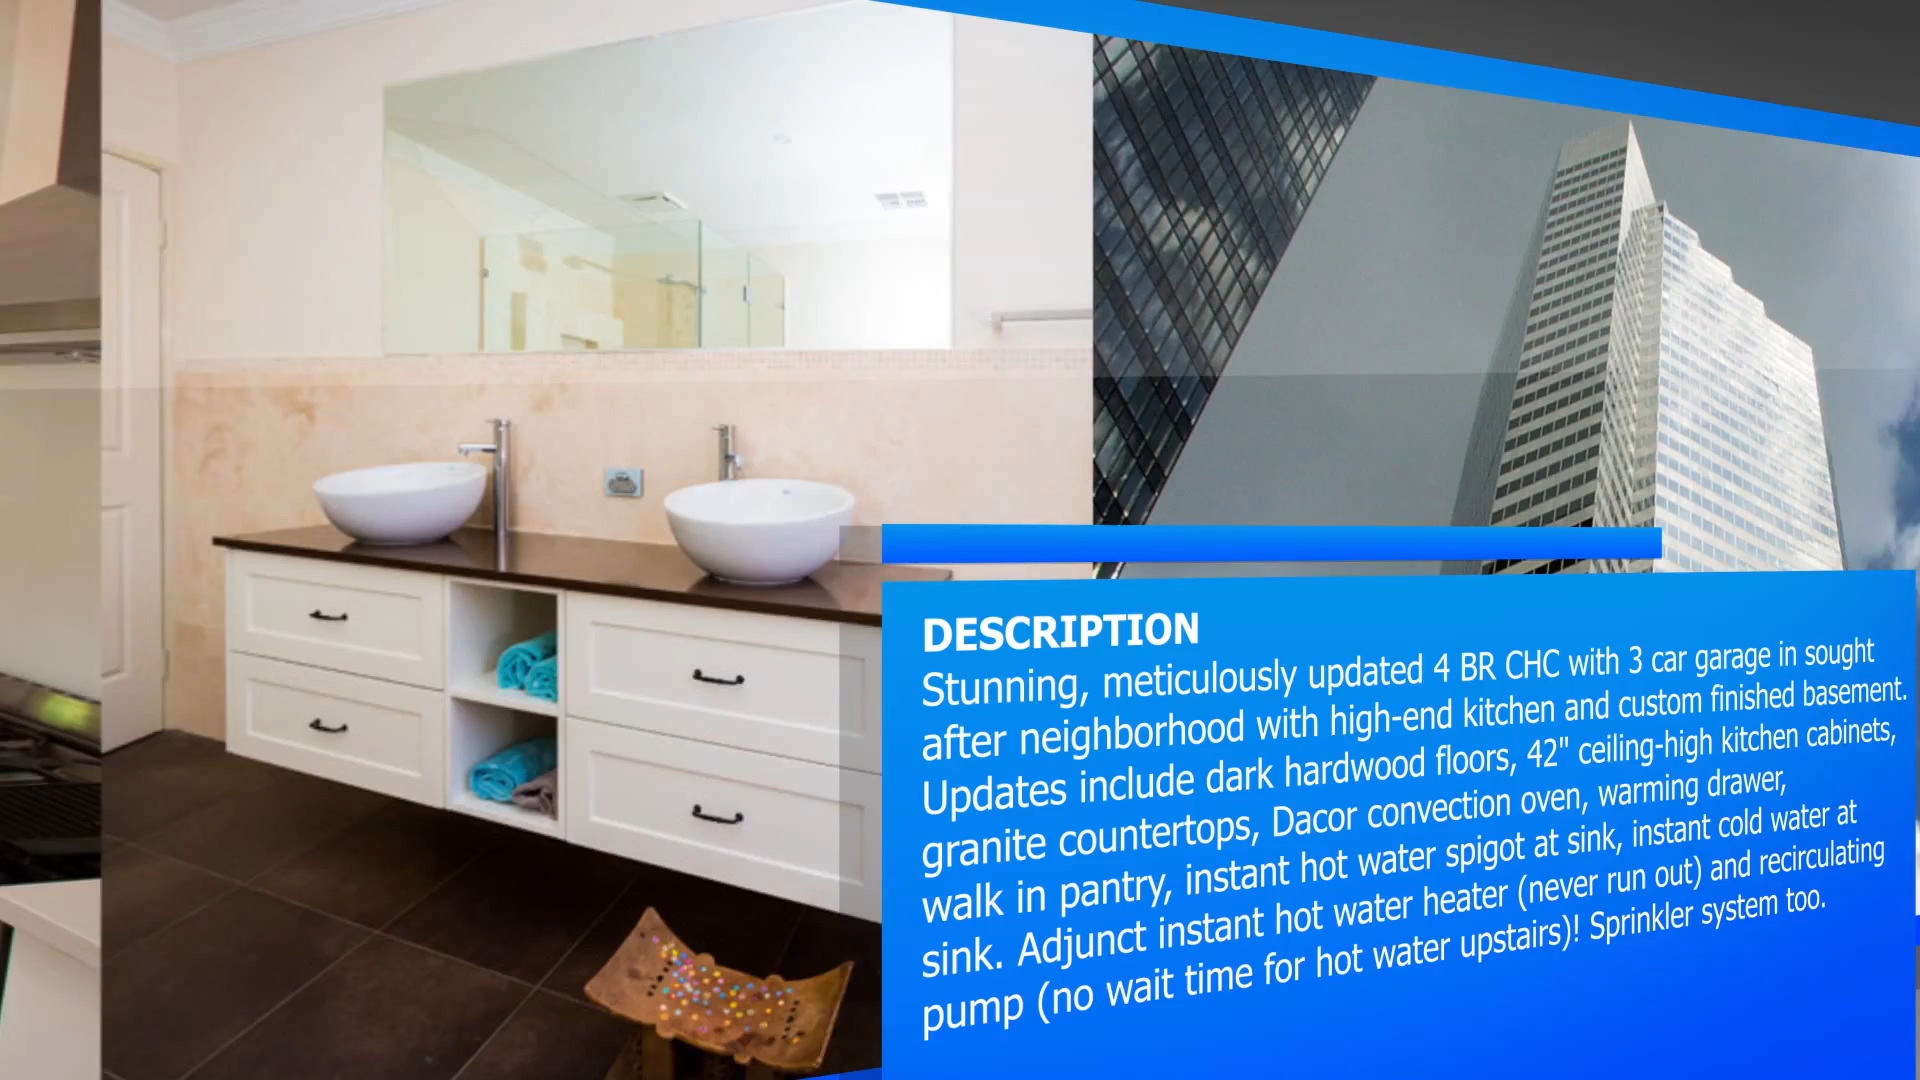 DESCRIPTION
Stunning, meticulously updated 4 BR CHC with 3 car garage in sought
after neighborhood with high-end kitchen and custom finished basement.
Updates include dark hardwood floors, 42" ceiling-high kitchen cabinets,
granite countertops, Dacor convection oven, warming drawer,
walk in pantry, instant hot water spigot at sink, instant cold water at
sink. Adjunct instant hot water heater (never run out) and recirculating
pump (no wait time for hot water upstairs)! Sprinkler system too.